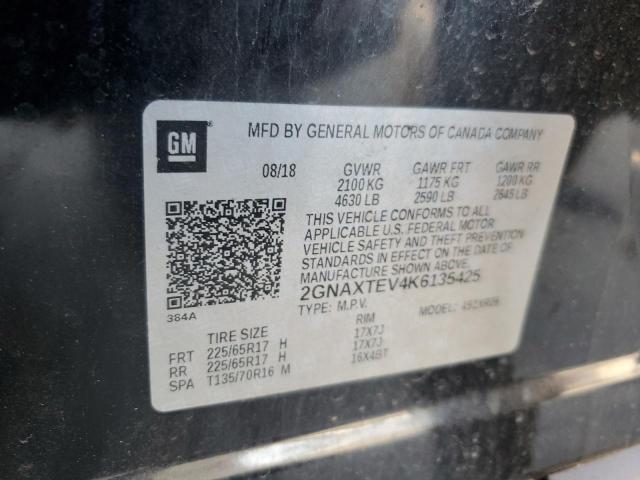 GM
MFD BY GENERAL MOTORS OF CANADA COMPANY
08/18 GVWR GAWR FRT GAWR RR
2100 KG 1175 KG 1200 KG
4630 LB 2590 LB 2645 LB
THIS VEHICLE CONFORMS TO ALL
APPLICABLE U.S. FEDERAL MOTOR
VEHICLE SAFETY AND THEFT PREVENTION
STANDARDS IN EFFECT ON THE DATE OF
MANUFACTURE SHOWN ABOVE.
2GNAXTEV4K6135425
384A
TYPE: M.P.V. MODEL:
TIRE SIZE RIM
FRT 225/65R17 H 17X7J
RR 225/65R17 H 17X7J
SPA T135/70R16 M 16X4BT